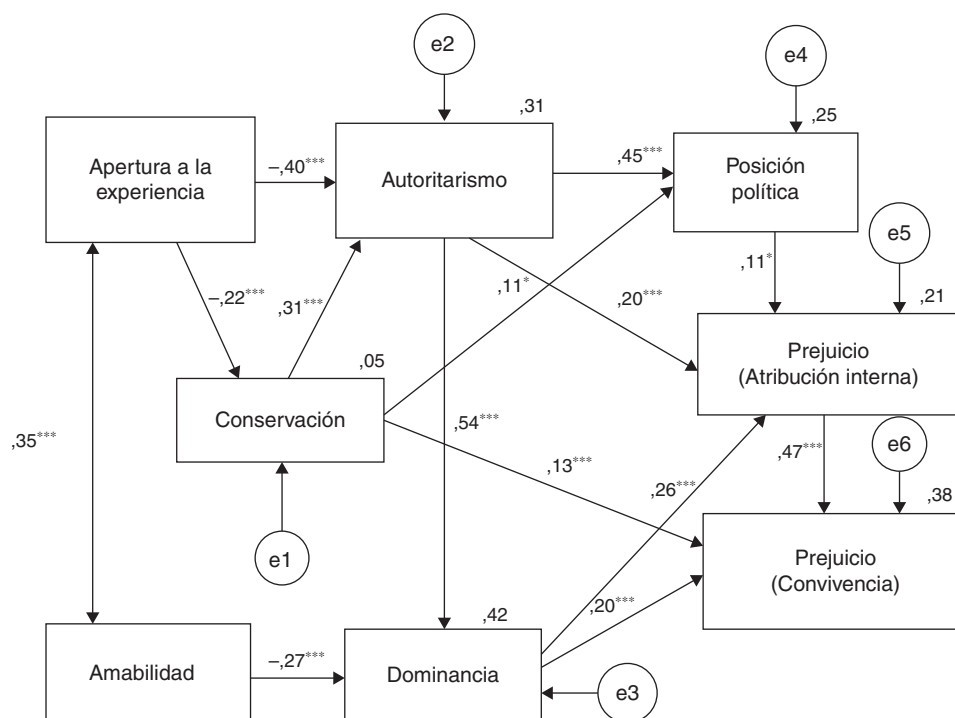 e2
e4
,31
,25
Apertura a la
experiencia
–,40***
Autoritarismo
,45***
Posición
política
e5
–,22***
,31***
,11*
,20***
,11*
,21
Prejuicio
(Atribución interna)
,05
Conservación
,35***
,54***
,13***
,26***
,47***
e6
,38
e1
Prejuicio
(Convivencia)
,20***
,42
Amabilidad
–,27***
Dominancia
e3